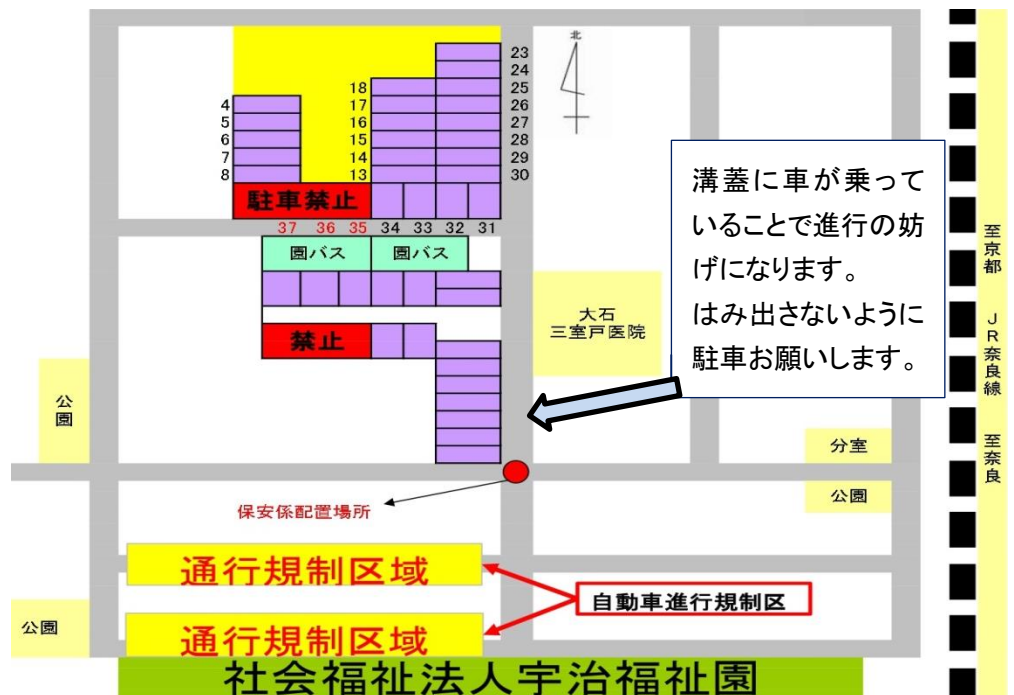 北
23
24
25
26
27
28
29
30
18
17
16
15
14
13
4
5
6
7
8
駐車禁止
37 36 35 34 33 32 31
園バス 園バス
禁止
大石
三室戸医院
溝蓋に車が乗って
いることで進行の妨
げになります。
はみ出さないように
駐車お願いします。
至京都 JR奈良線 至奈良
公園
分室
公園
保安係配置場所
通行規制区域
自動車進行規制区
通行規制区域
公園
社会福祉法人宇治福祉園